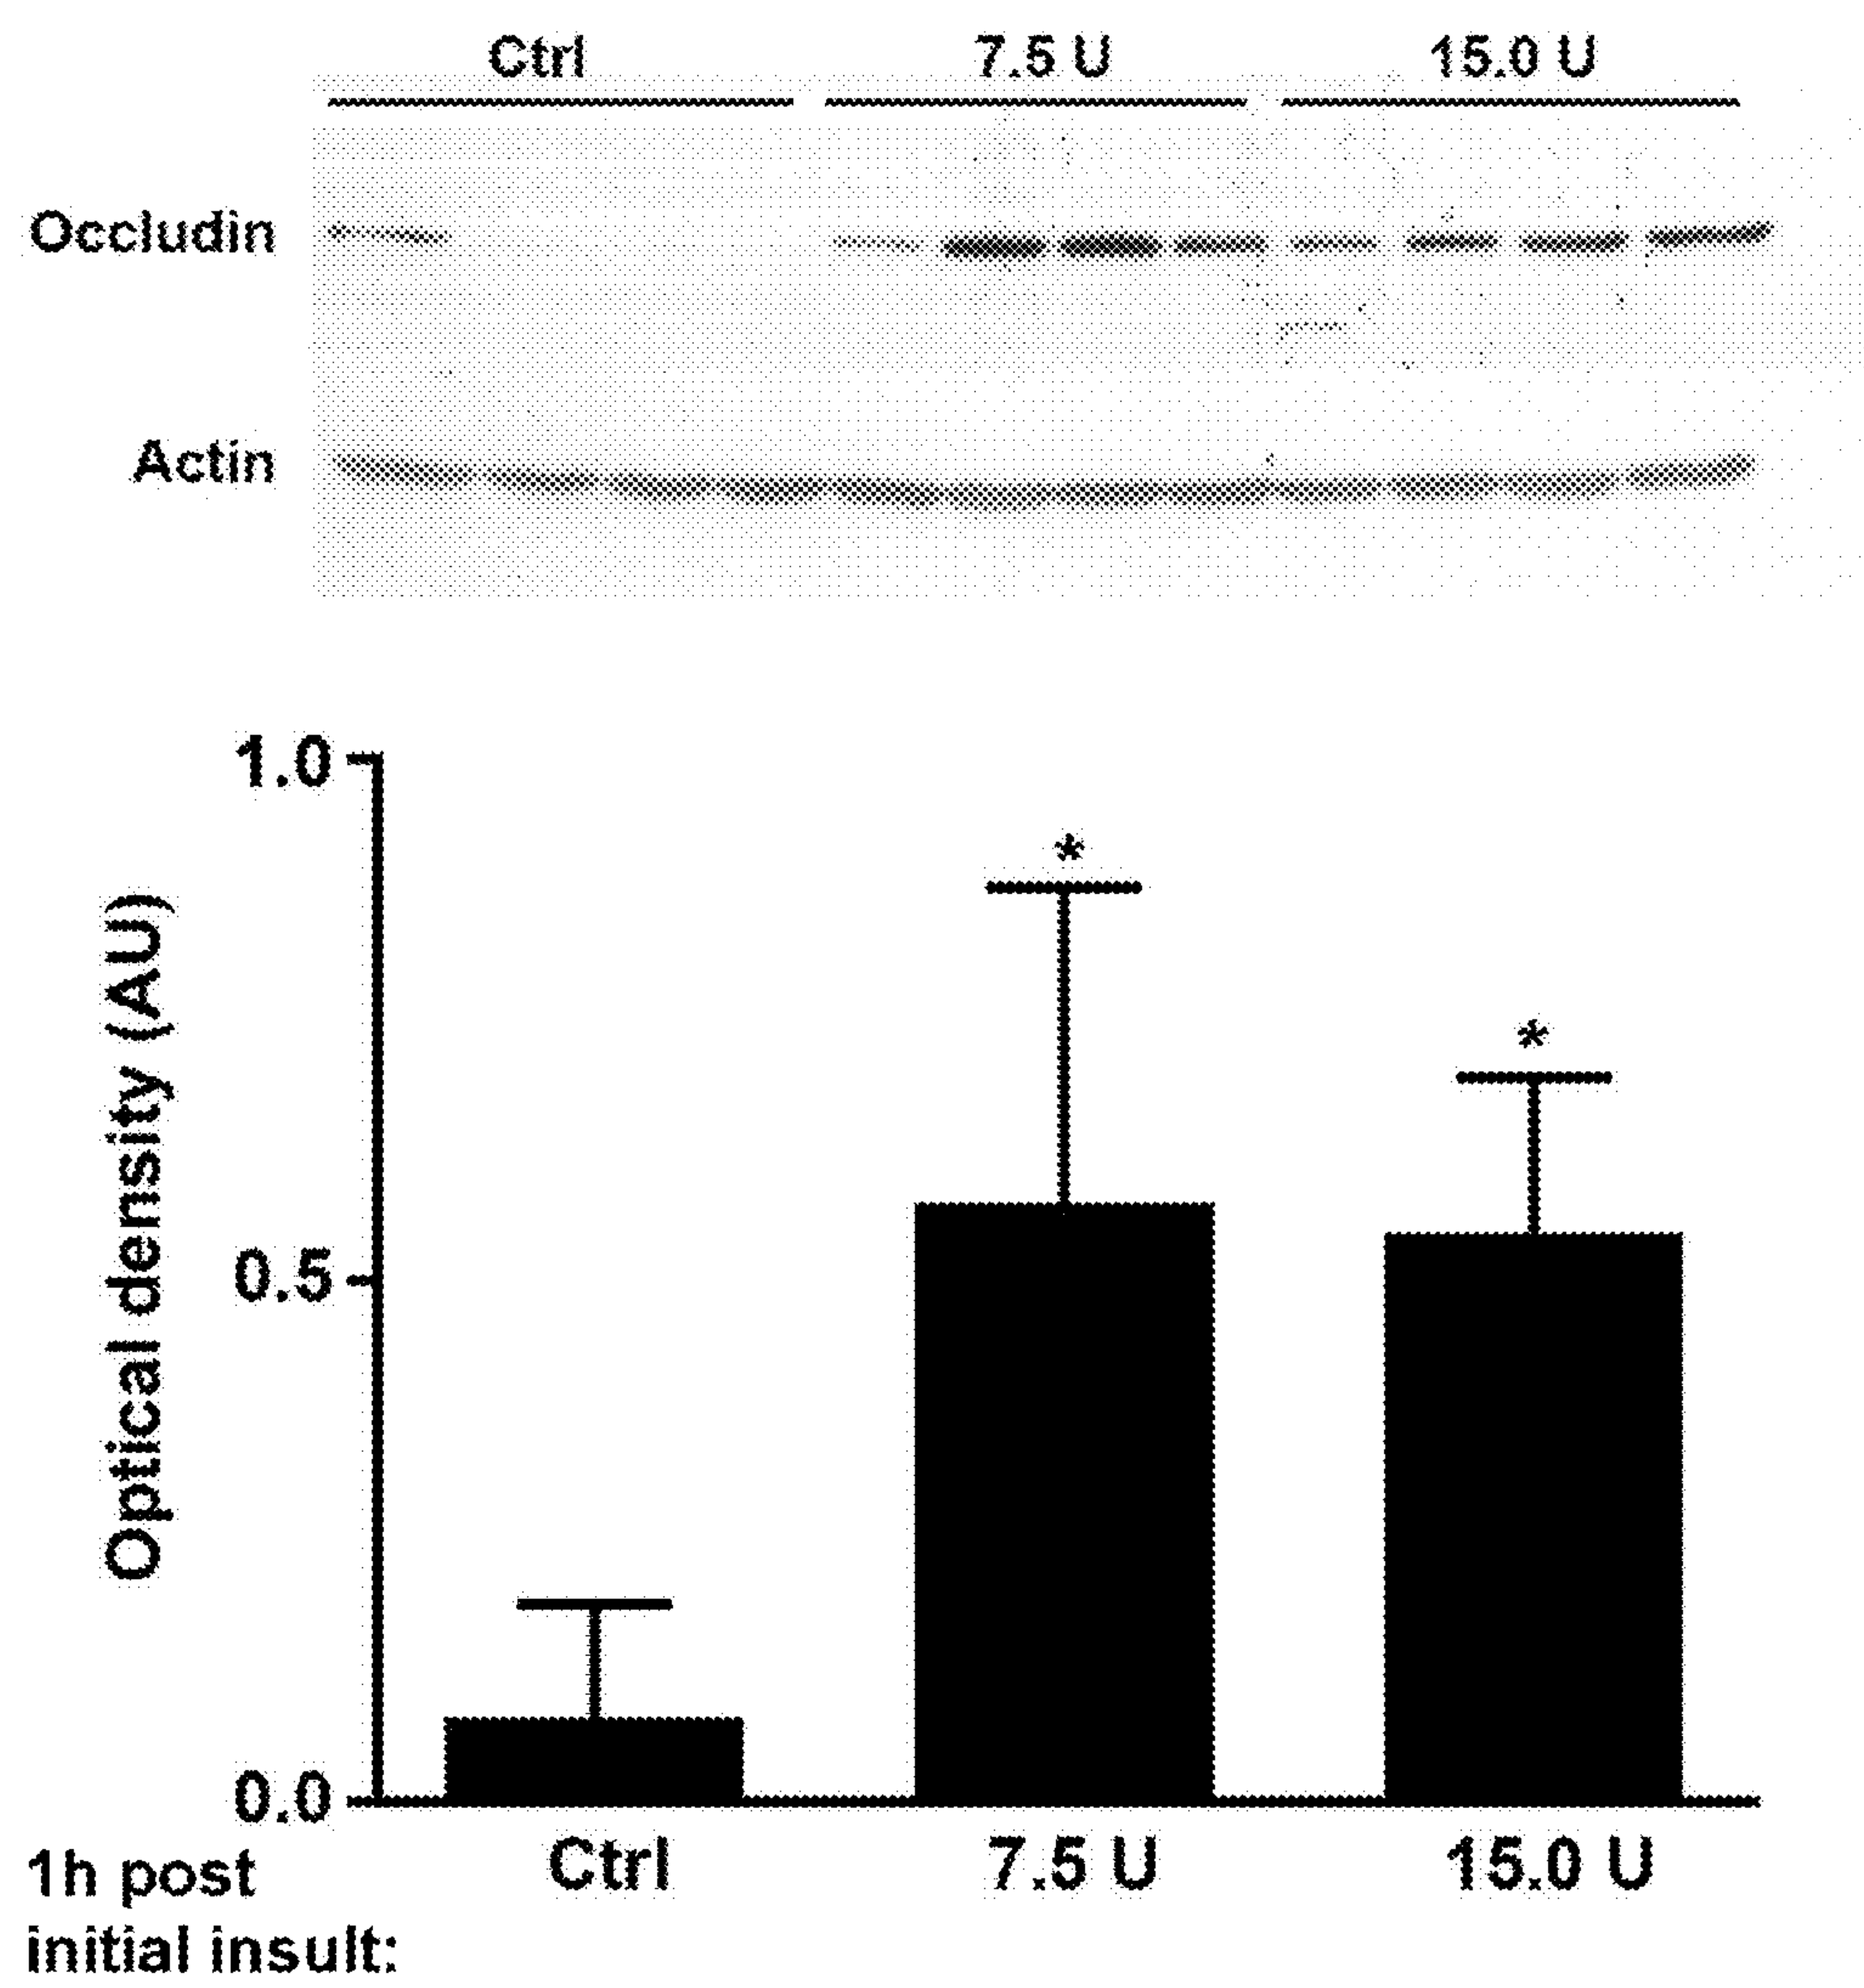 Ctrl 7.5 U 15.0 U
Occludin
Actin
1.0
*
*
Optical density (AU)
0.5
0.0
Ctrl 7.5 U 15.0 U
1h post
initial insult: